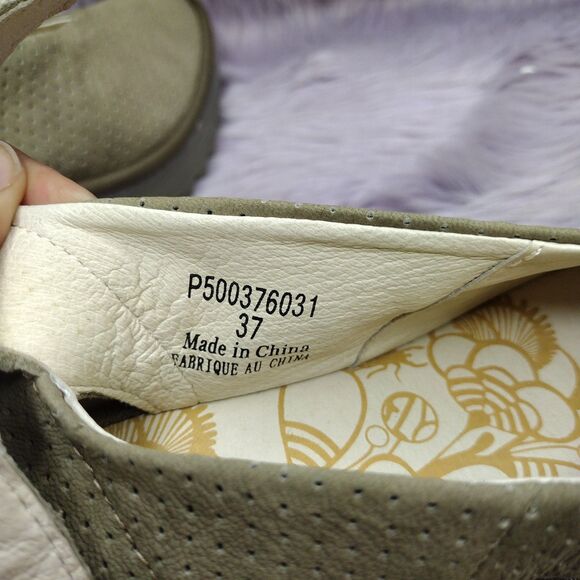 P500376031
37
Made in China
FABRIQUE AU CHINA